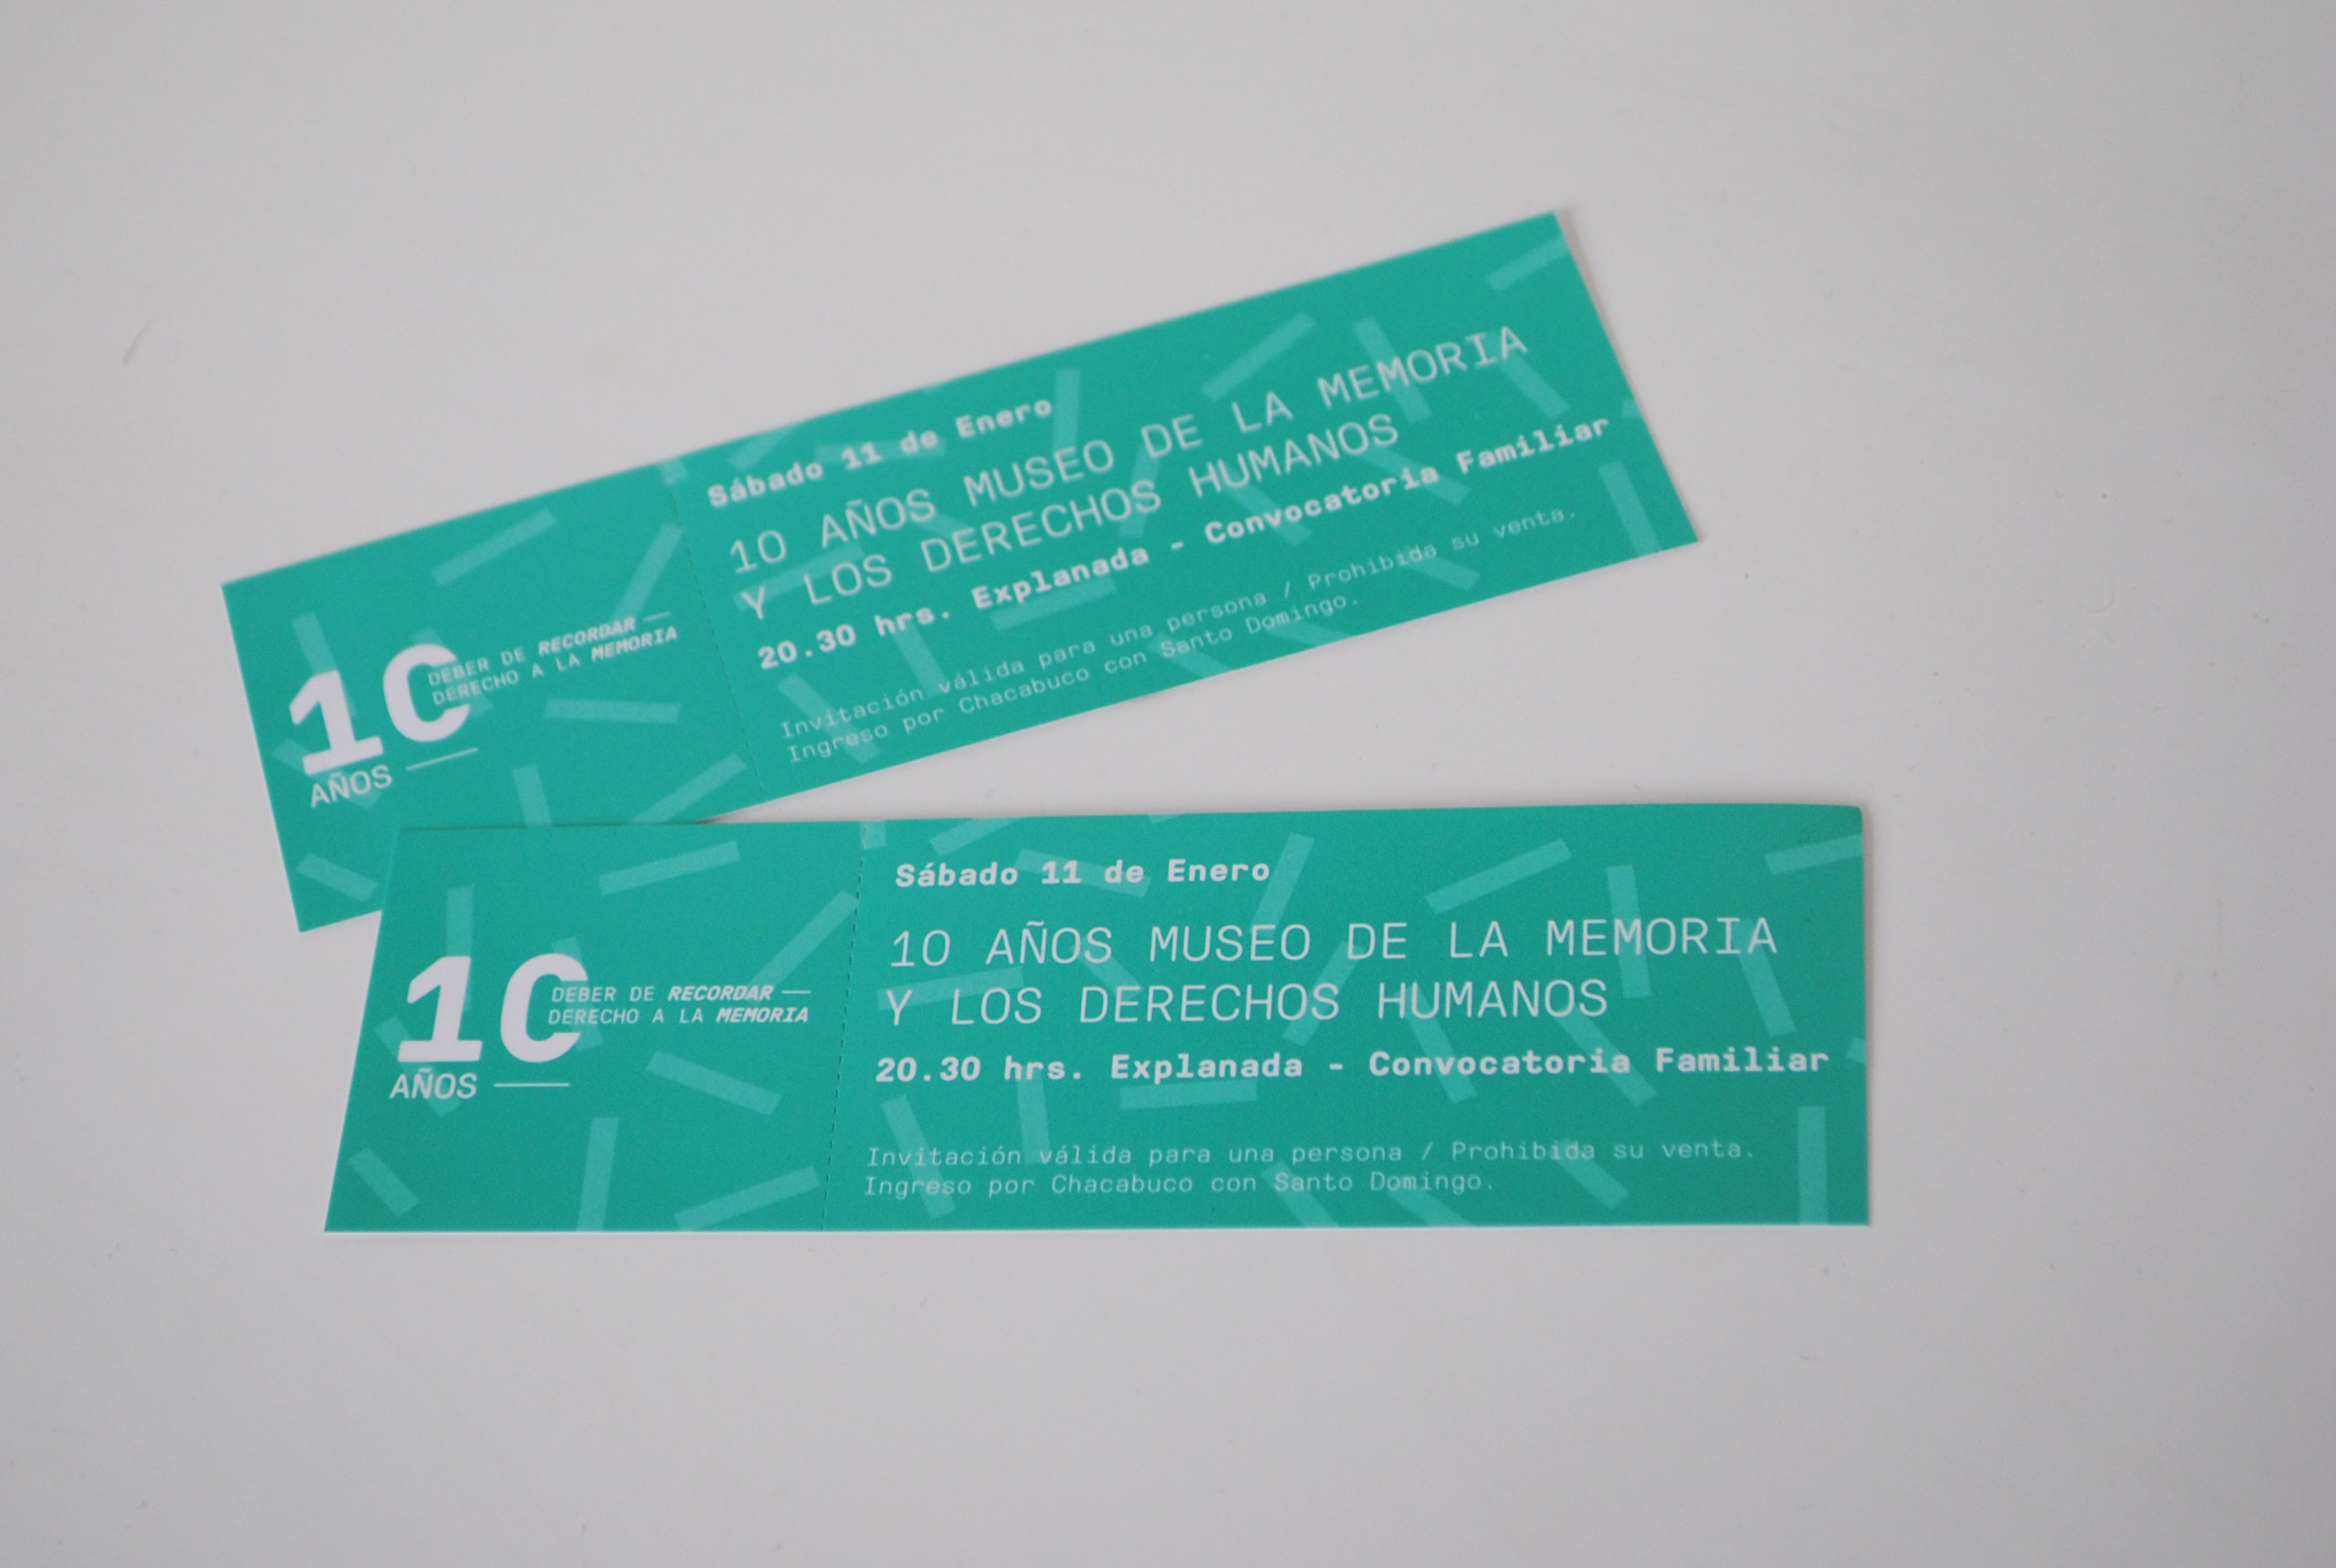 Sábado 11 de Enero
10 AÑOS MUSEO DE LA MEMORIA
Y LOS DERECHOS HUMANOS
20.30 hrs. Explanada - Convocatoria Familiar
Invitación válida para una persona / Prohibida su venta.
Ingreso por Chacabuco con Santo Domingo.
10
DEBER DE RECORDAR —
DERECHO A LA MEMORIA
AÑOS —
Sábado 11 de Enero
10 AÑOS MUSEO DE LA MEMORIA
Y LOS DERECHOS HUMANOS
20.30 hrs. Explanada - Convocatoria Familiar
Invitación válida para una persona / Prohibida su venta.
Ingreso por Chacabuco con Santo Domingo.
10
DEBER DE RECORDAR —
DERECHO A LA MEMORIA
AÑOS —